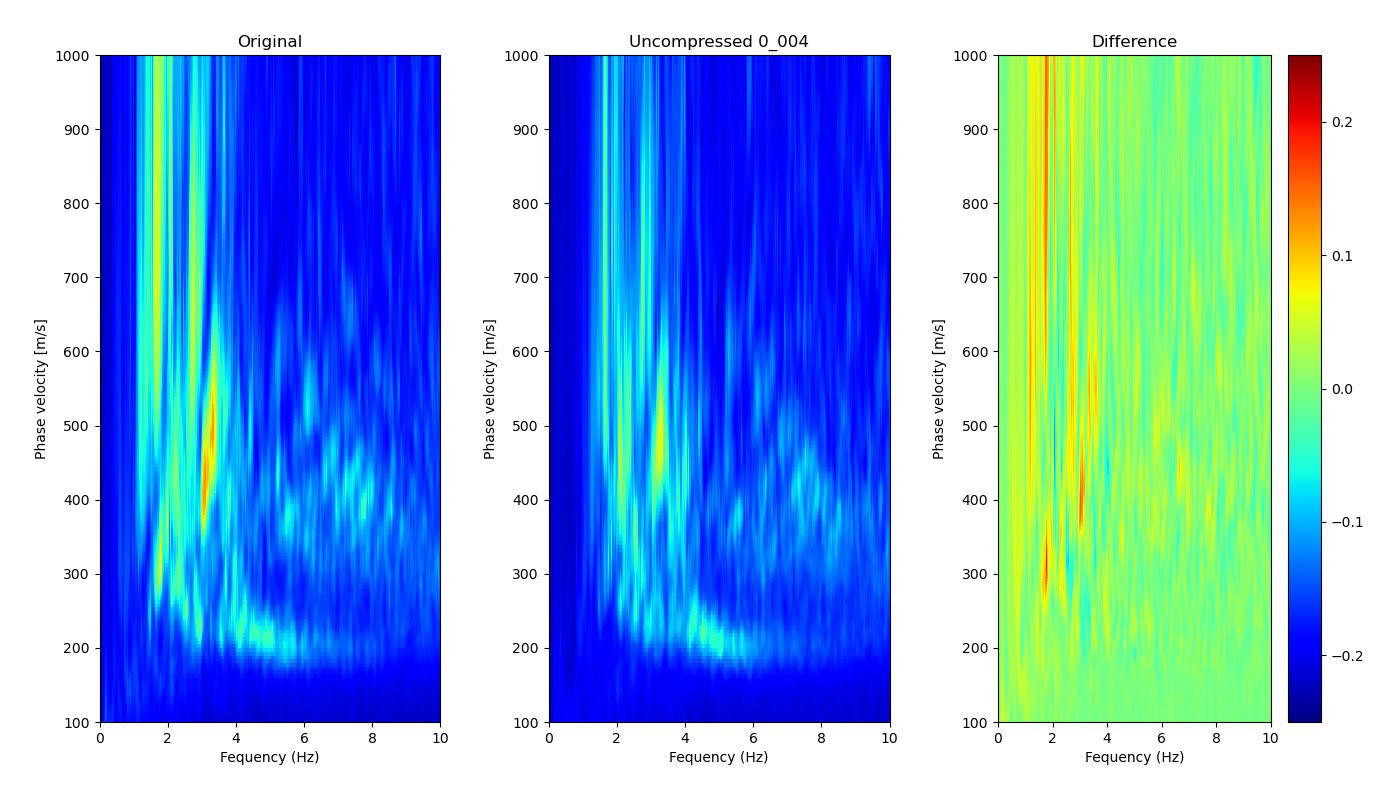 Original
Uncompressed 0_004
Difference
1000
900
800
700
600
500
400
300
200
100
Phase velocity [m/s]
0 2 4 6 8 10
Fequency (Hz)
1000
900
800
700
600
500
400
300
200
100
Phase velocity [m/s]
0 2 4 6 8 10
Fequency (Hz)
1000
900
800
700
600
500
400
300
200
100
Phase velocity [m/s]
0 2 4 6 8 10
Fequency (Hz)
0.2
0.1
0.0
−0.1
−0.2